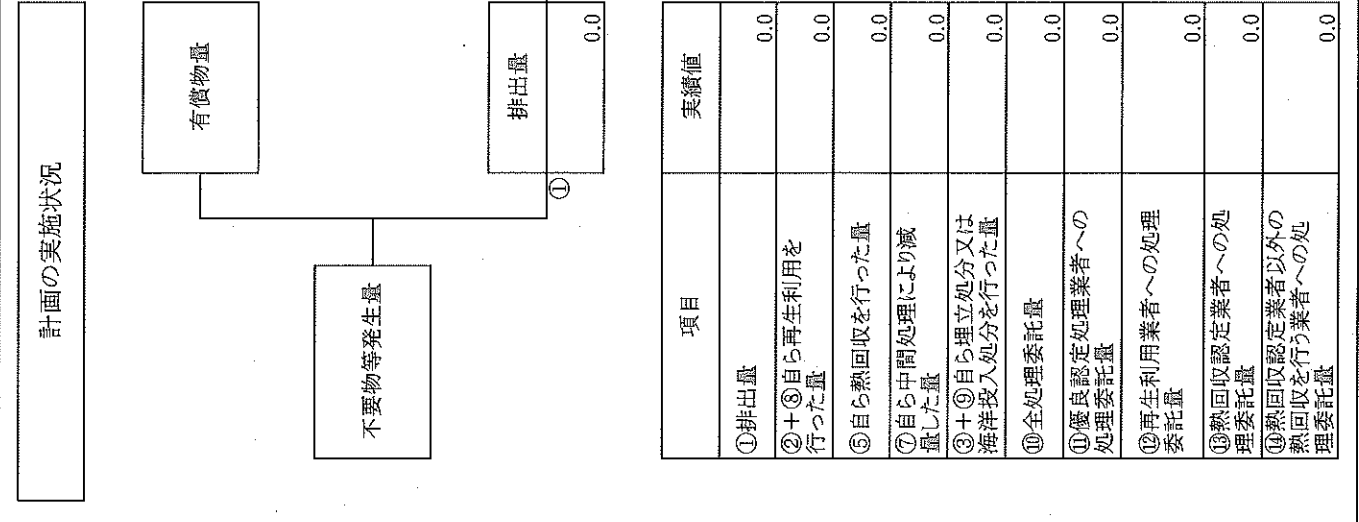 計画の実施状況
有償物量
不要物等発生量
排出量
①
0.0
項目
実績値
①排出量
0.0
②+⑧自ら再生利用を
行った量
0.0
⑤自ら熱回収を行った量
0.0
⑦自ら中間処理により減
量した量
0.0
③+⑨自ら埋立処分又は
海洋投入処分を行った量
0.0
⑩全処理委託量
0.0
⑪優良認定処理業者への
処理委託量
0.0
⑫再生利用業者への処理
委託量
0.0
⑬熱回収認定業者への処
理委託量
0.0
⑭熱回収認定業者以外の
熱回収を行う業者への処
理委託量
0.0